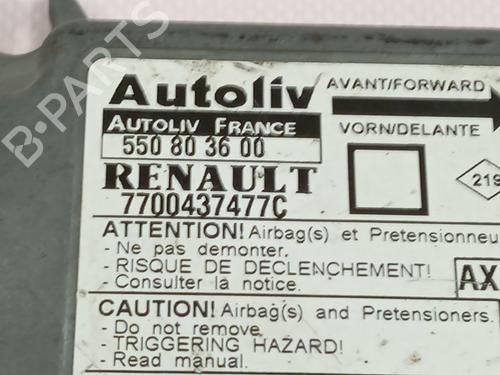 Autoliv
AVANT/FORWARD
AUTOLIV FRANCE
VORN/DELANTE
550 80 36 00
RENAULT
7700437477C
219
ATTENTION! Airbag(s) et Pretensionneu
- Ne pas demonter.
- RISQUE DE DECLENCHEMENT!
- Consulter la notice.
AX
CAUTION! Airbag(s) and Pretensioners.
- Do not remove.
- TRIGGERING HAZARD!
- Read manual.
B-PARTS